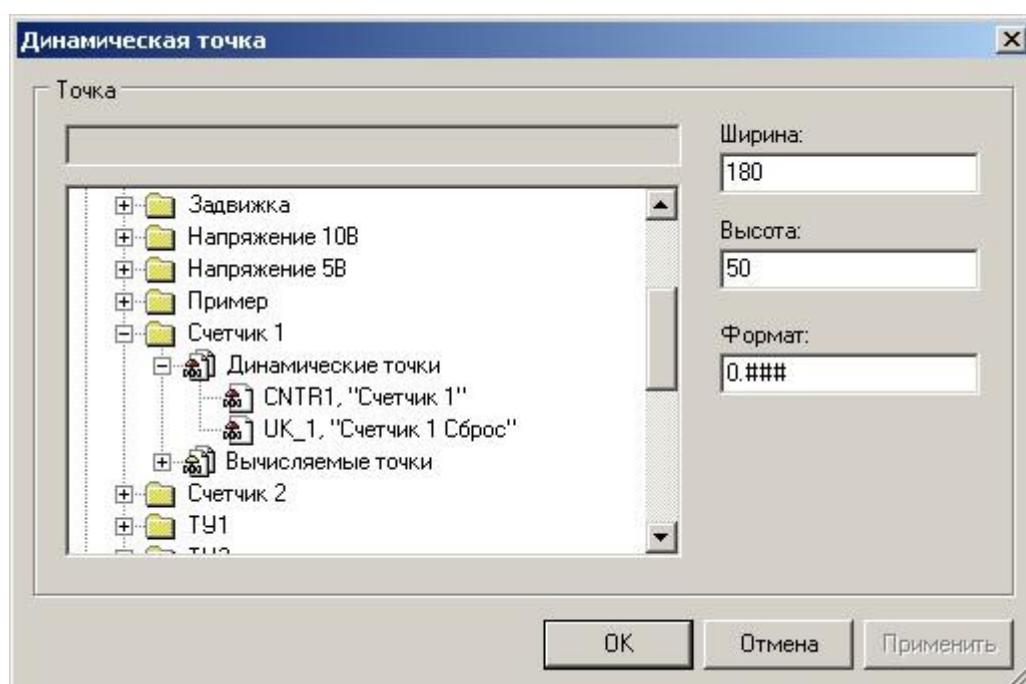 Динамическая точка
Точка
Ширина:
180
Задвижка
Высота:
Напряжение 10В
50
Напряжение 5В
Пример
Формат:
Счетчик 1
0.###
Динамические точки
CNTR1, "Счетчик 1"
UK_1, "Счетчик 1 Сброс"
Вычисляемые точки
Счетчик 2
ТУ1
OK
Отмена
Применить